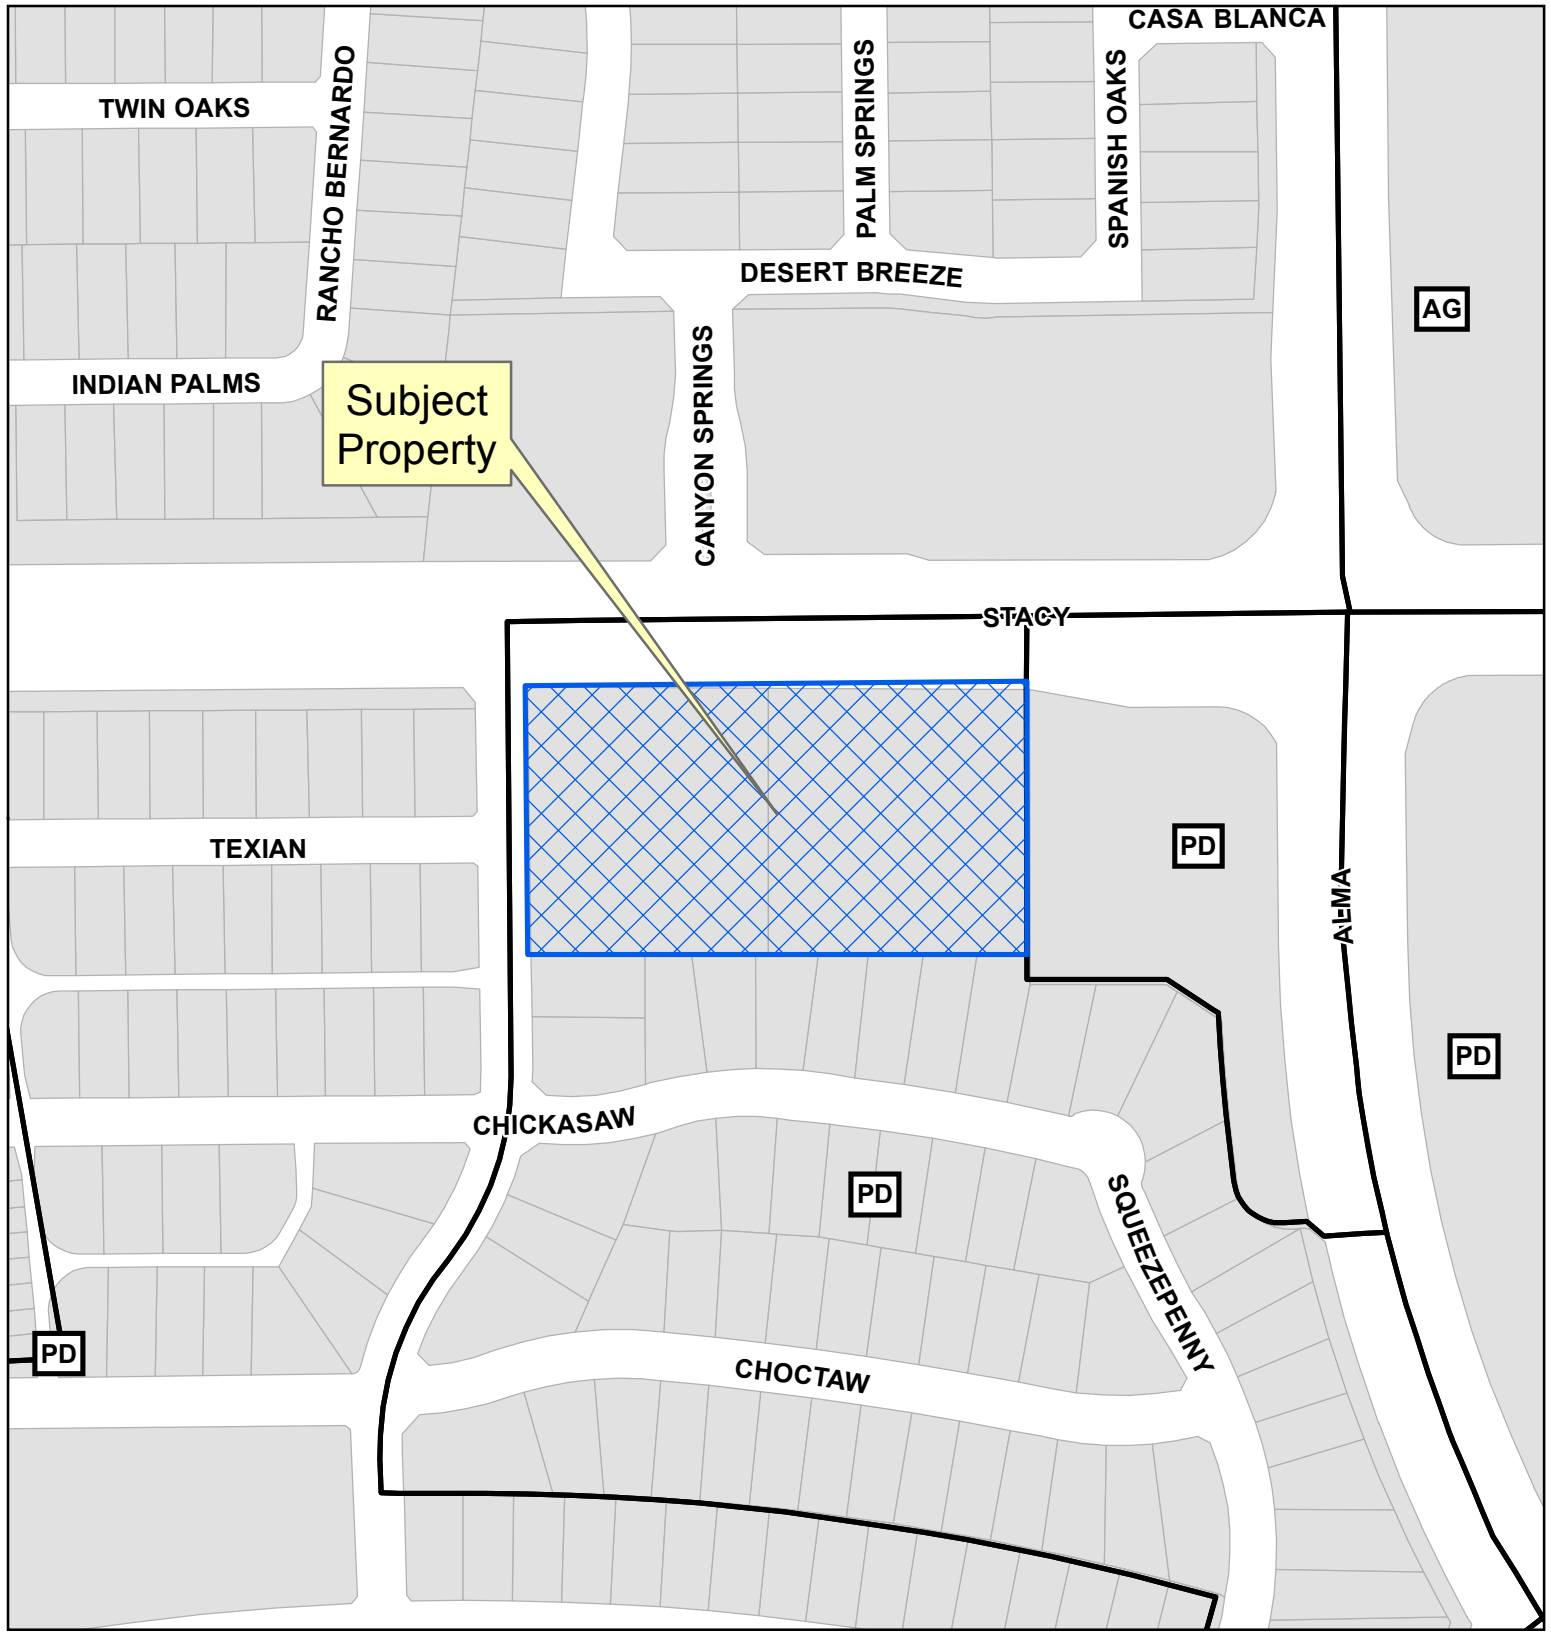 CASA BLANCA
TWIN OAKS
RANCHO BERNARDO
PALM SPRINGS
SPANISH OAKS
DESERT BREEZE
AG
INDIAN PALMS
CANYON SPRINGS
Subject
Property
STACY
TEXIAN
PD
ALMA
PD
CHICKASAW
PD
SQUEEZEPENNY
PD
CHOCTAW